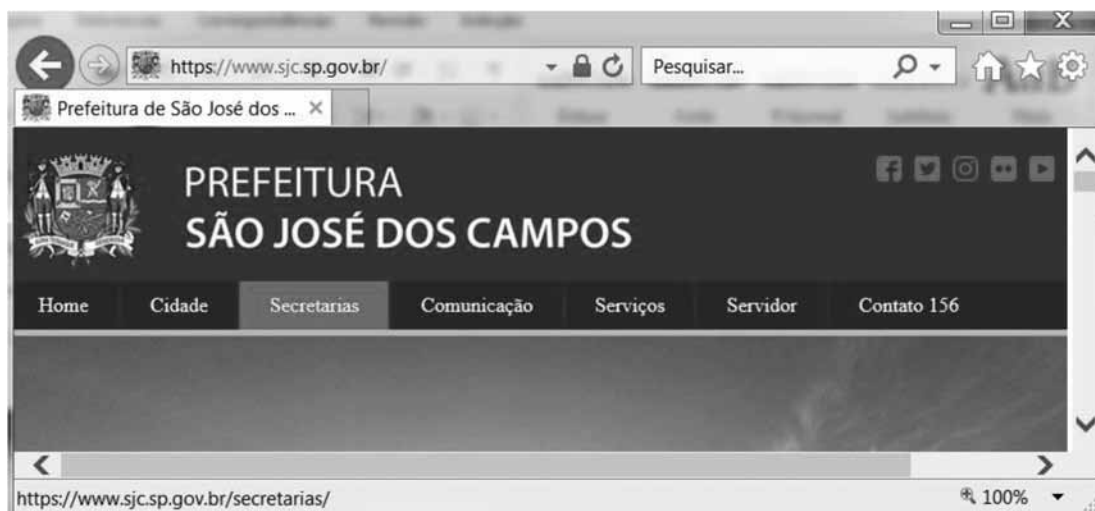 https://www.sjc.sp.gov.br/
Pesquisar...
Prefeitura de São José dos ...
PREFEITURA
SÃO JOSÉ DOS CAMPOS
Home Cidade Secretarias Comunicação Serviços Servidor Contato 156
https://www.sjc.sp.gov.br/secretarias/ 100%